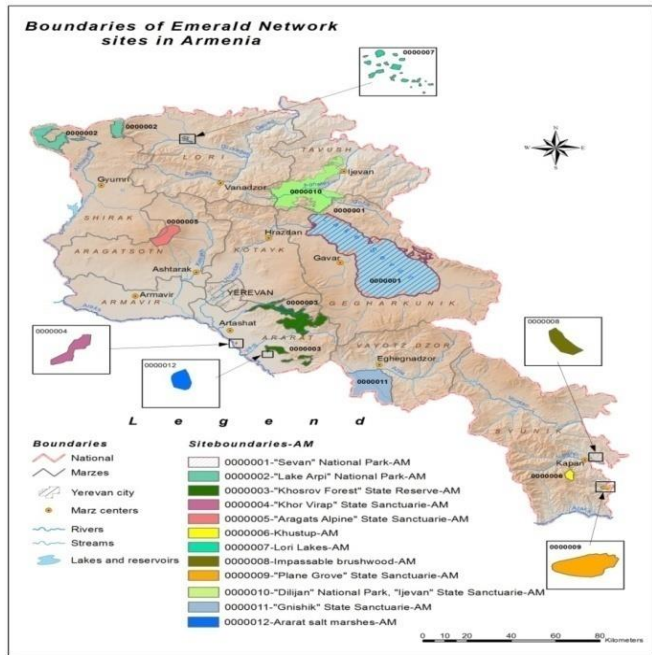 Boundaries of Emerald Network
sites in Armenia
0000007
0000002
0000002
LORI
TAVUSH
Ijevan
Gyumri
Vanadzor
0000010
SHIRAK
0000005
0000001
Hrazdan
ARAGATSOTN
KOTAYK
Ashtarak
Gavar
0000001
Armavir
ARMAVIR
YEREVAN
0000003
GEGHARKUNIK
0000004
Artashat
ARARAT
0000008
0000003
VAYOTZ DZOR
0000012
Eghegnadzor
0000011
SYUNIK
Kapan
0000006
0000009
Legend
Boundaries
National
Marzes
Yerevan city
Marz centers
Rivers
Streams
Lakes and reservoirs
Siteboundaries-AM
0000001-"Sevan" National Park-AM
0000002-"Lake Arpi" National Park-AM
0000003-"Khosrov Forest" State Reserve-AM
0000004-"Khor Virap" State Sanctuarie-AM
0000005-"Aragats Alpine" State Sanctuarie-AM
0000006-Khustup-AM
0000007-Lori Lakes-AM
0000008-Impassable brushwood-AM
0000009-"Plane Grove" State Sanctuarie-AM
0000010-"Dilijan" National Park, "Ijevan" State Sanctuarie-AM
0000011-"Gnishik" State Sanctuarie-AM
0000012-Ararat salt marshes-AM
N
W
E
S
0 10 20 40 60 80
Kilometers